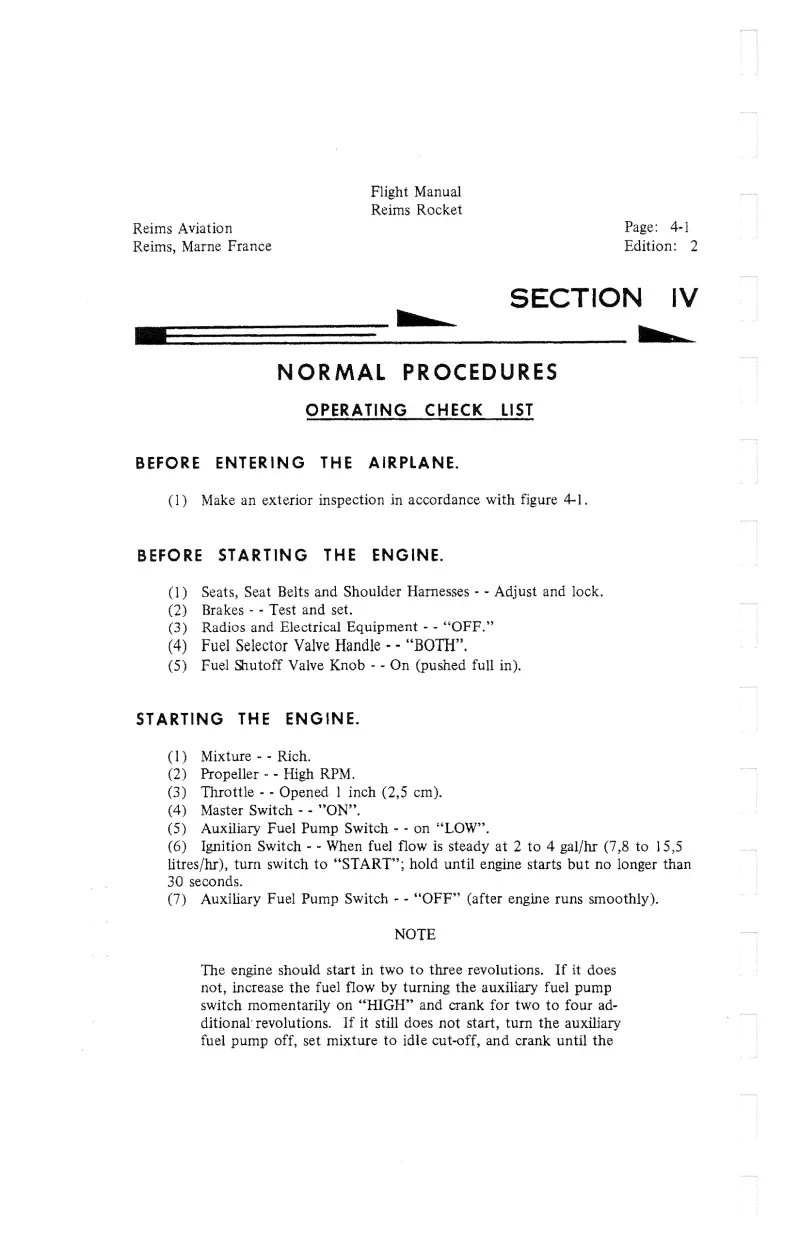 Flight Manual
Reims Rocket
Reims Aviation
Reims, Marne France
Page: 4-1
Edition: 2
SECTION IV
NORMAL PROCEDURES
OPERATING CHECK LIST
BEFORE ENTERING THE AIRPLANE.
(1) Make an exterior inspection in accordance with figure 4-1.
BEFORE STARTING THE ENGINE.
(1) Seats, Seat Belts and Shoulder Harnesses - - Adjust and lock.
(2) Brakes - - Test and set.
(3) Radios and Electrical Equipment - - “OFF.”
(4) Fuel Selector Valve Handle - - “BOTH”.
(5) Fuel Shutoff Valve Knob - - On (pushed full in).
STARTING THE ENGINE.
(1) Mixture - - Rich.
(2) Propeller - - High RPM.
(3) Throttle - - Opened 1 inch (2,5 cm).
(4) Master Switch - - ”ON”.
(5) Auxiliary Fuel Pump Switch - - on “LOW”.
(6) Ignition Switch - - When fuel flow is steady at 2 to 4 gal/hr (7,8 to 15,5
litres/hr), turn switch to “START”; hold until engine starts but no longer than
30 seconds.
(7) Auxiliary Fuel Pump Switch - - “OFF” (after engine runs smoothly).
NOTE
The engine should start in two to three revolutions. If it does
not, increase the fuel flow by turning the auxiliary fuel pump
switch momentarily on “HIGH” and crank for two to four ad-
ditional revolutions. If it still does not start, turn the auxiliary
fuel pump off, set mixture to idle cut-off, and crank until the